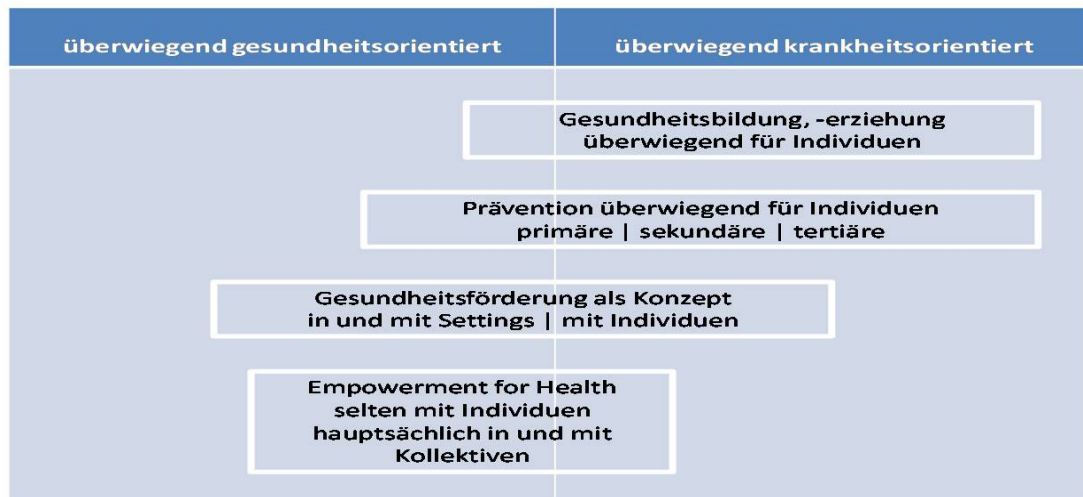 überwiegend gesundheitsorientiert
überwiegend krankheitsorientiert
Gesundheitsbildung, -erziehung
überwiegend für Individuen
Prävention überwiegend für Individuen
primäre | sekundäre | tertiäre
Gesundheitsförderung als Konzept
in und mit Settings | mit Individuen
Empowerment for Health
selten mit Individuen
hauptsächlich in und mit
Kollektiven